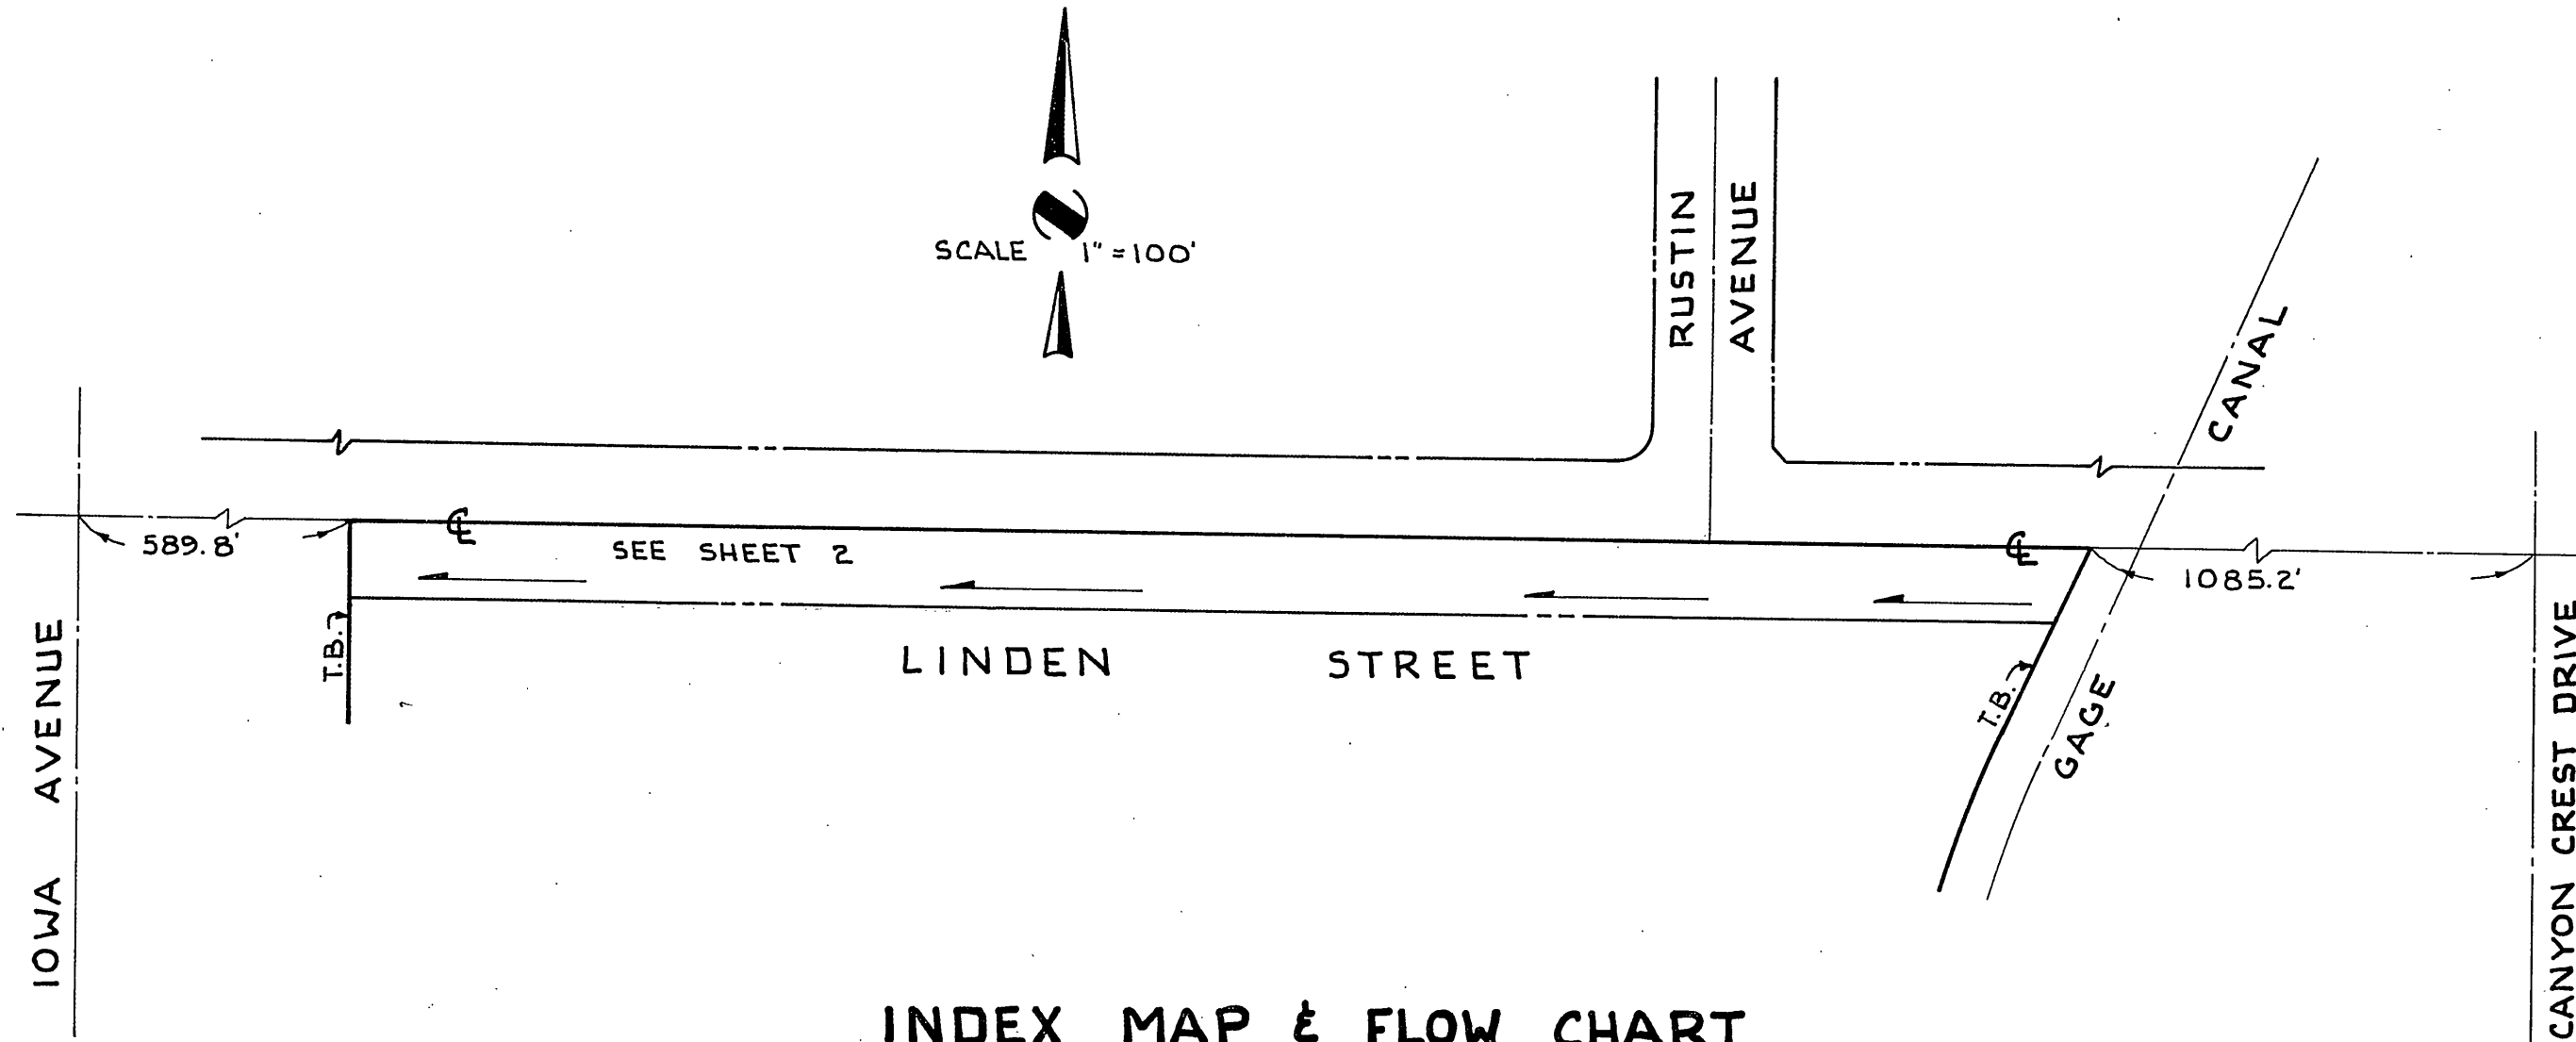 SCALE 1" = 100'
RUSTIN
AVENUE
CANAL
℄
℄
589.8'
SEE SHEET 2
1085.2'
T.B.
LINDEN STREET
T.B.
GAGE
IOWA AVENUE
CANYON CREST DRIVE
INDEX MAP & FLOW CHART